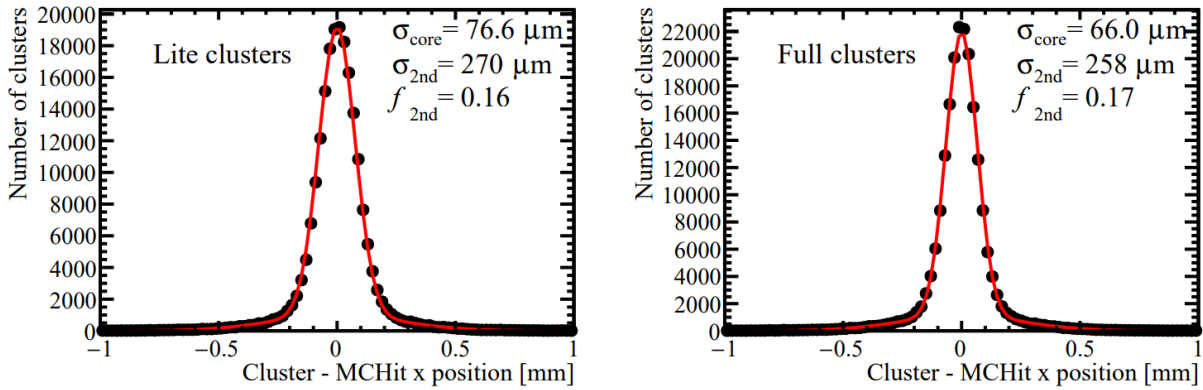 Number of clusters
20000
18000
16000
14000
12000
10000
8000
6000
4000
2000
0
Lite clusters
σcore= 76.6 μm
σ2nd= 270 μm
f2nd= 0.16
−1
−0.5
0
0.5
1
Cluster - MCHit x position [mm]
Number of clusters
22000
20000
18000
16000
14000
12000
10000
8000
6000
4000
2000
0
Full clusters
σcore= 66.0 μm
σ2nd= 258 μm
f2nd= 0.17
−1
−0.5
0
0.5
1
Cluster - MCHit x position [mm]